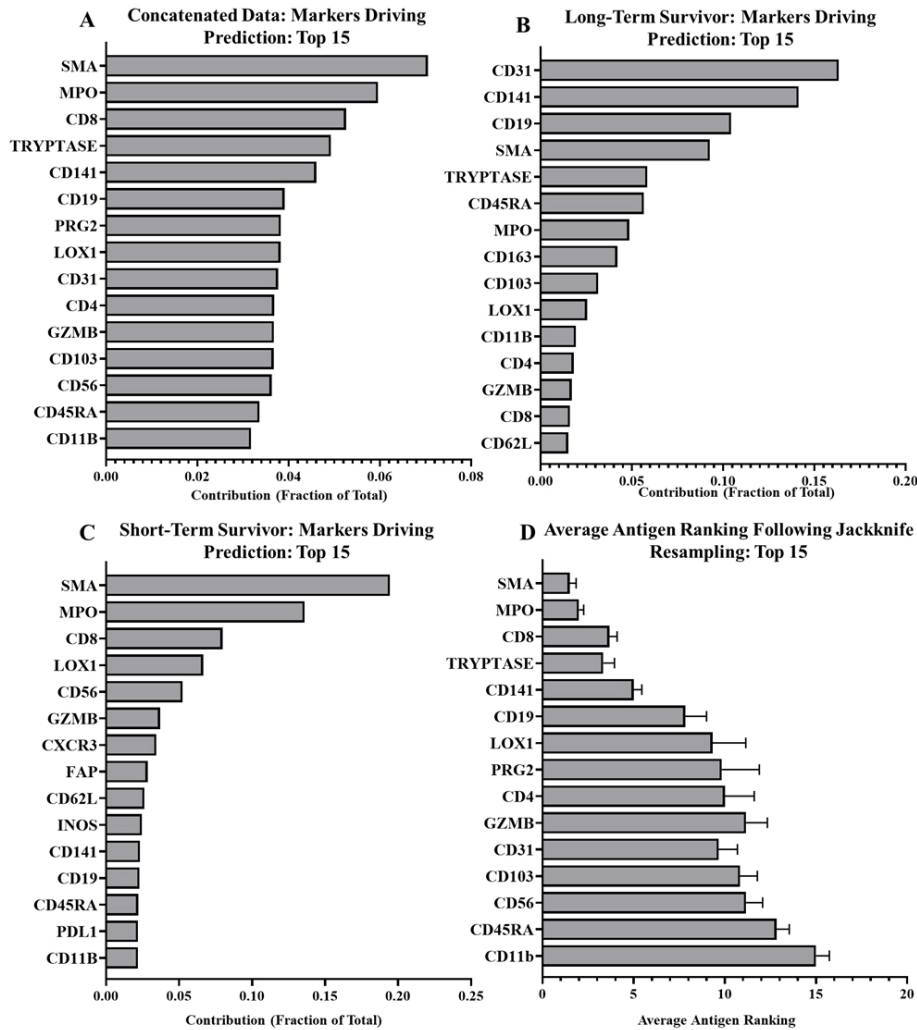 A Concatenated Data: Markers Driving
Prediction: Top 15
SMA
MPO
CD8
TRYPTASE
CD141
CD19
PRG2
LOX1
CD31
CD4
GZMB
CD103
CD56
CD45RA
CD11B
0.00 0.02 0.04 0.06 0.08
Contribution (Fraction of Total)
B Long-Term Survivor: Markers Driving
Prediction: Top 15
CD31
CD141
CD19
SMA
TRYPTASE
CD45RA
MPO
CD163
CD103
LOX1
CD11B
CD4
GZMB
CD8
CD62L
0.00 0.05 0.10 0.15 0.20
Contribution (Fraction of Total)
C Short-Term Survivor: Markers Driving
Prediction: Top 15
SMA
MPO
CD8
LOX1
CD56
GZMB
CXCR3
FAP
CD62L
INOS
CD141
CD19
CD45RA
PDL1
CD11B
0.00 0.05 0.10 0.15 0.20 0.25
Contribution (Fraction of Total)
D Average Antigen Ranking Following Jackknife
Resampling: Top 15
SMA
MPO
CD8
TRYPTASE
CD141
CD19
LOX1
PRG2
CD4
GZMB
CD31
CD103
CD56
CD45RA
CD11b
0 5 10 15 20
Average Antigen Ranking